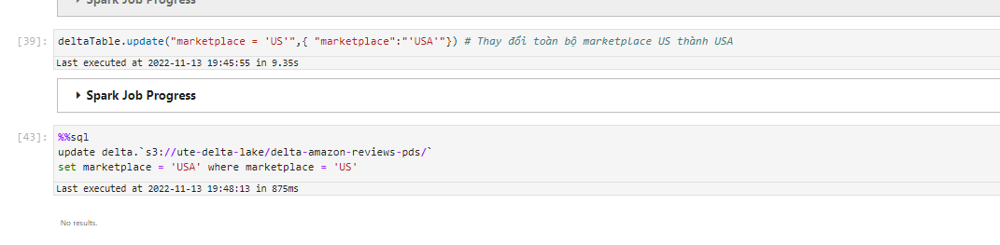 Spark Job Progress
[39]: deltaTable.update("marketplace = 'US'",{ "marketplace":"'USA'"}) # Thay đổi toàn bộ marketplace US thành USA
Last executed at 2022-11-13 19:45:55 in 9.35s
Spark Job Progress
[43]: %%sql
update delta.`s3://ute-delta-lake/delta-amazon-reviews-pds/`
set marketplace = 'USA' where marketplace = 'US'
Last executed at 2022-11-13 19:48:13 in 875ms
No results.